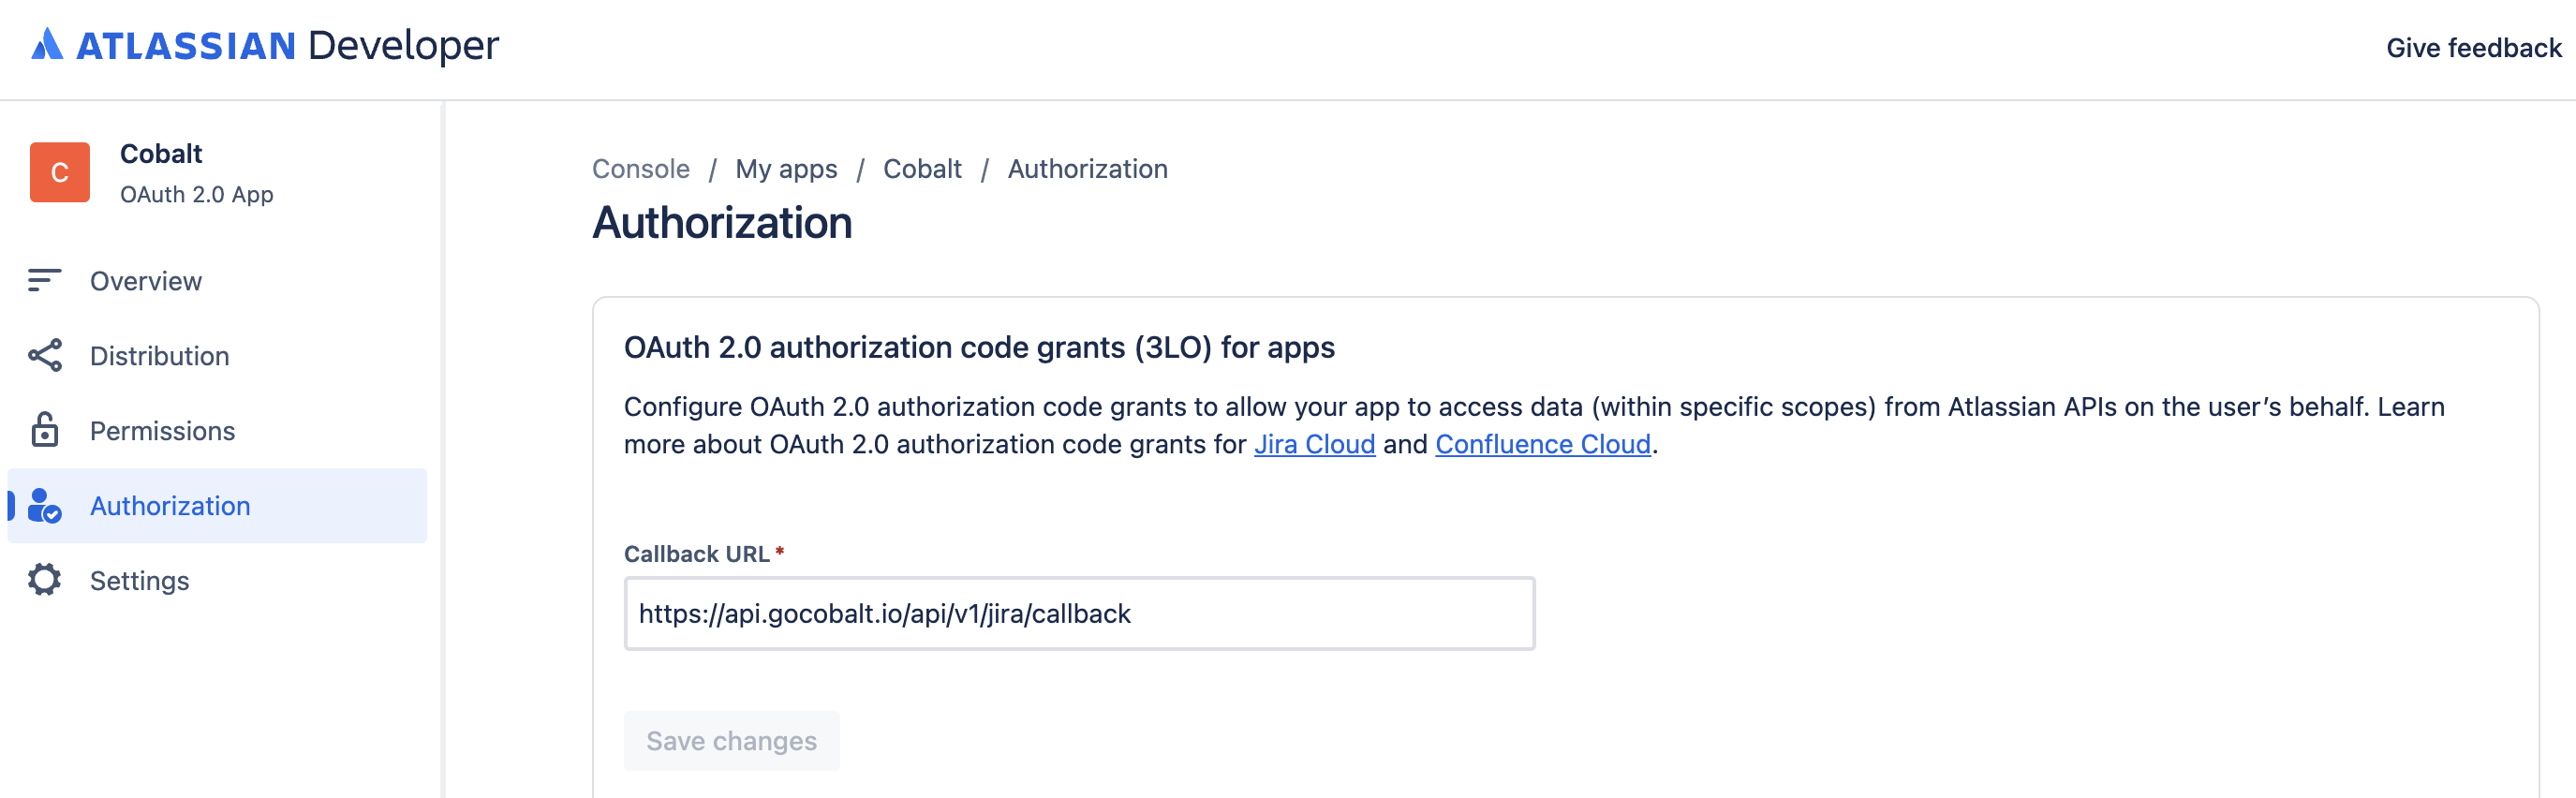 ATLASSIAN Developer
Give feedback
C
Cobalt
OAuth 2.0 App
Overview
Distribution
Permissions
Authorization
Settings
Console / My apps / Cobalt / Authorization
Authorization
OAuth 2.0 authorization code grants (3LO) for apps
Configure OAuth 2.0 authorization code grants to allow your app to access data (within specific scopes) from Atlassian APIs on the user’s behalf. Learn
more about OAuth 2.0 authorization code grants for Jira Cloud and Confluence Cloud.
Callback URL *
https://api.gocobalt.io/api/v1/jira/callback
Save changes